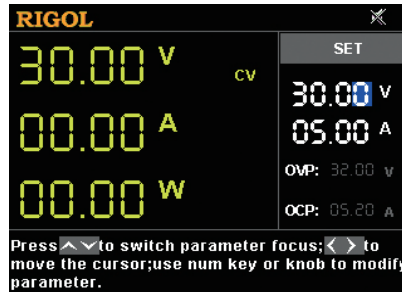 RIGOL
30.00 V
CV
00.00 A
00.00 W
SET
30.00 V
05.00 A
OVP: 32.00 V
OCP: 05.20 A
Press to switch parameter focus; to
move the cursor;use num key or knob to modify
parameter.